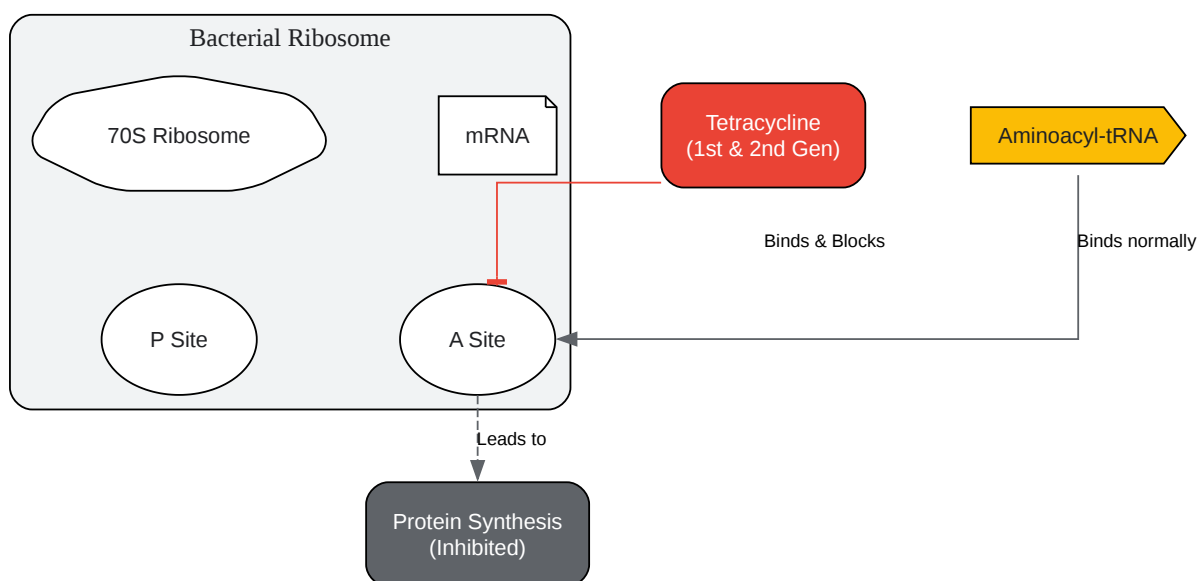 Bacterial Ribosome
70S Ribosome
mRNA
Tetracycline
(1st & 2nd Gen)
Aminoacyl-tRNA
Binds & Blocks
Binds normally
P Site
A Site
Leads to
Protein Synthesis
(Inhibited)